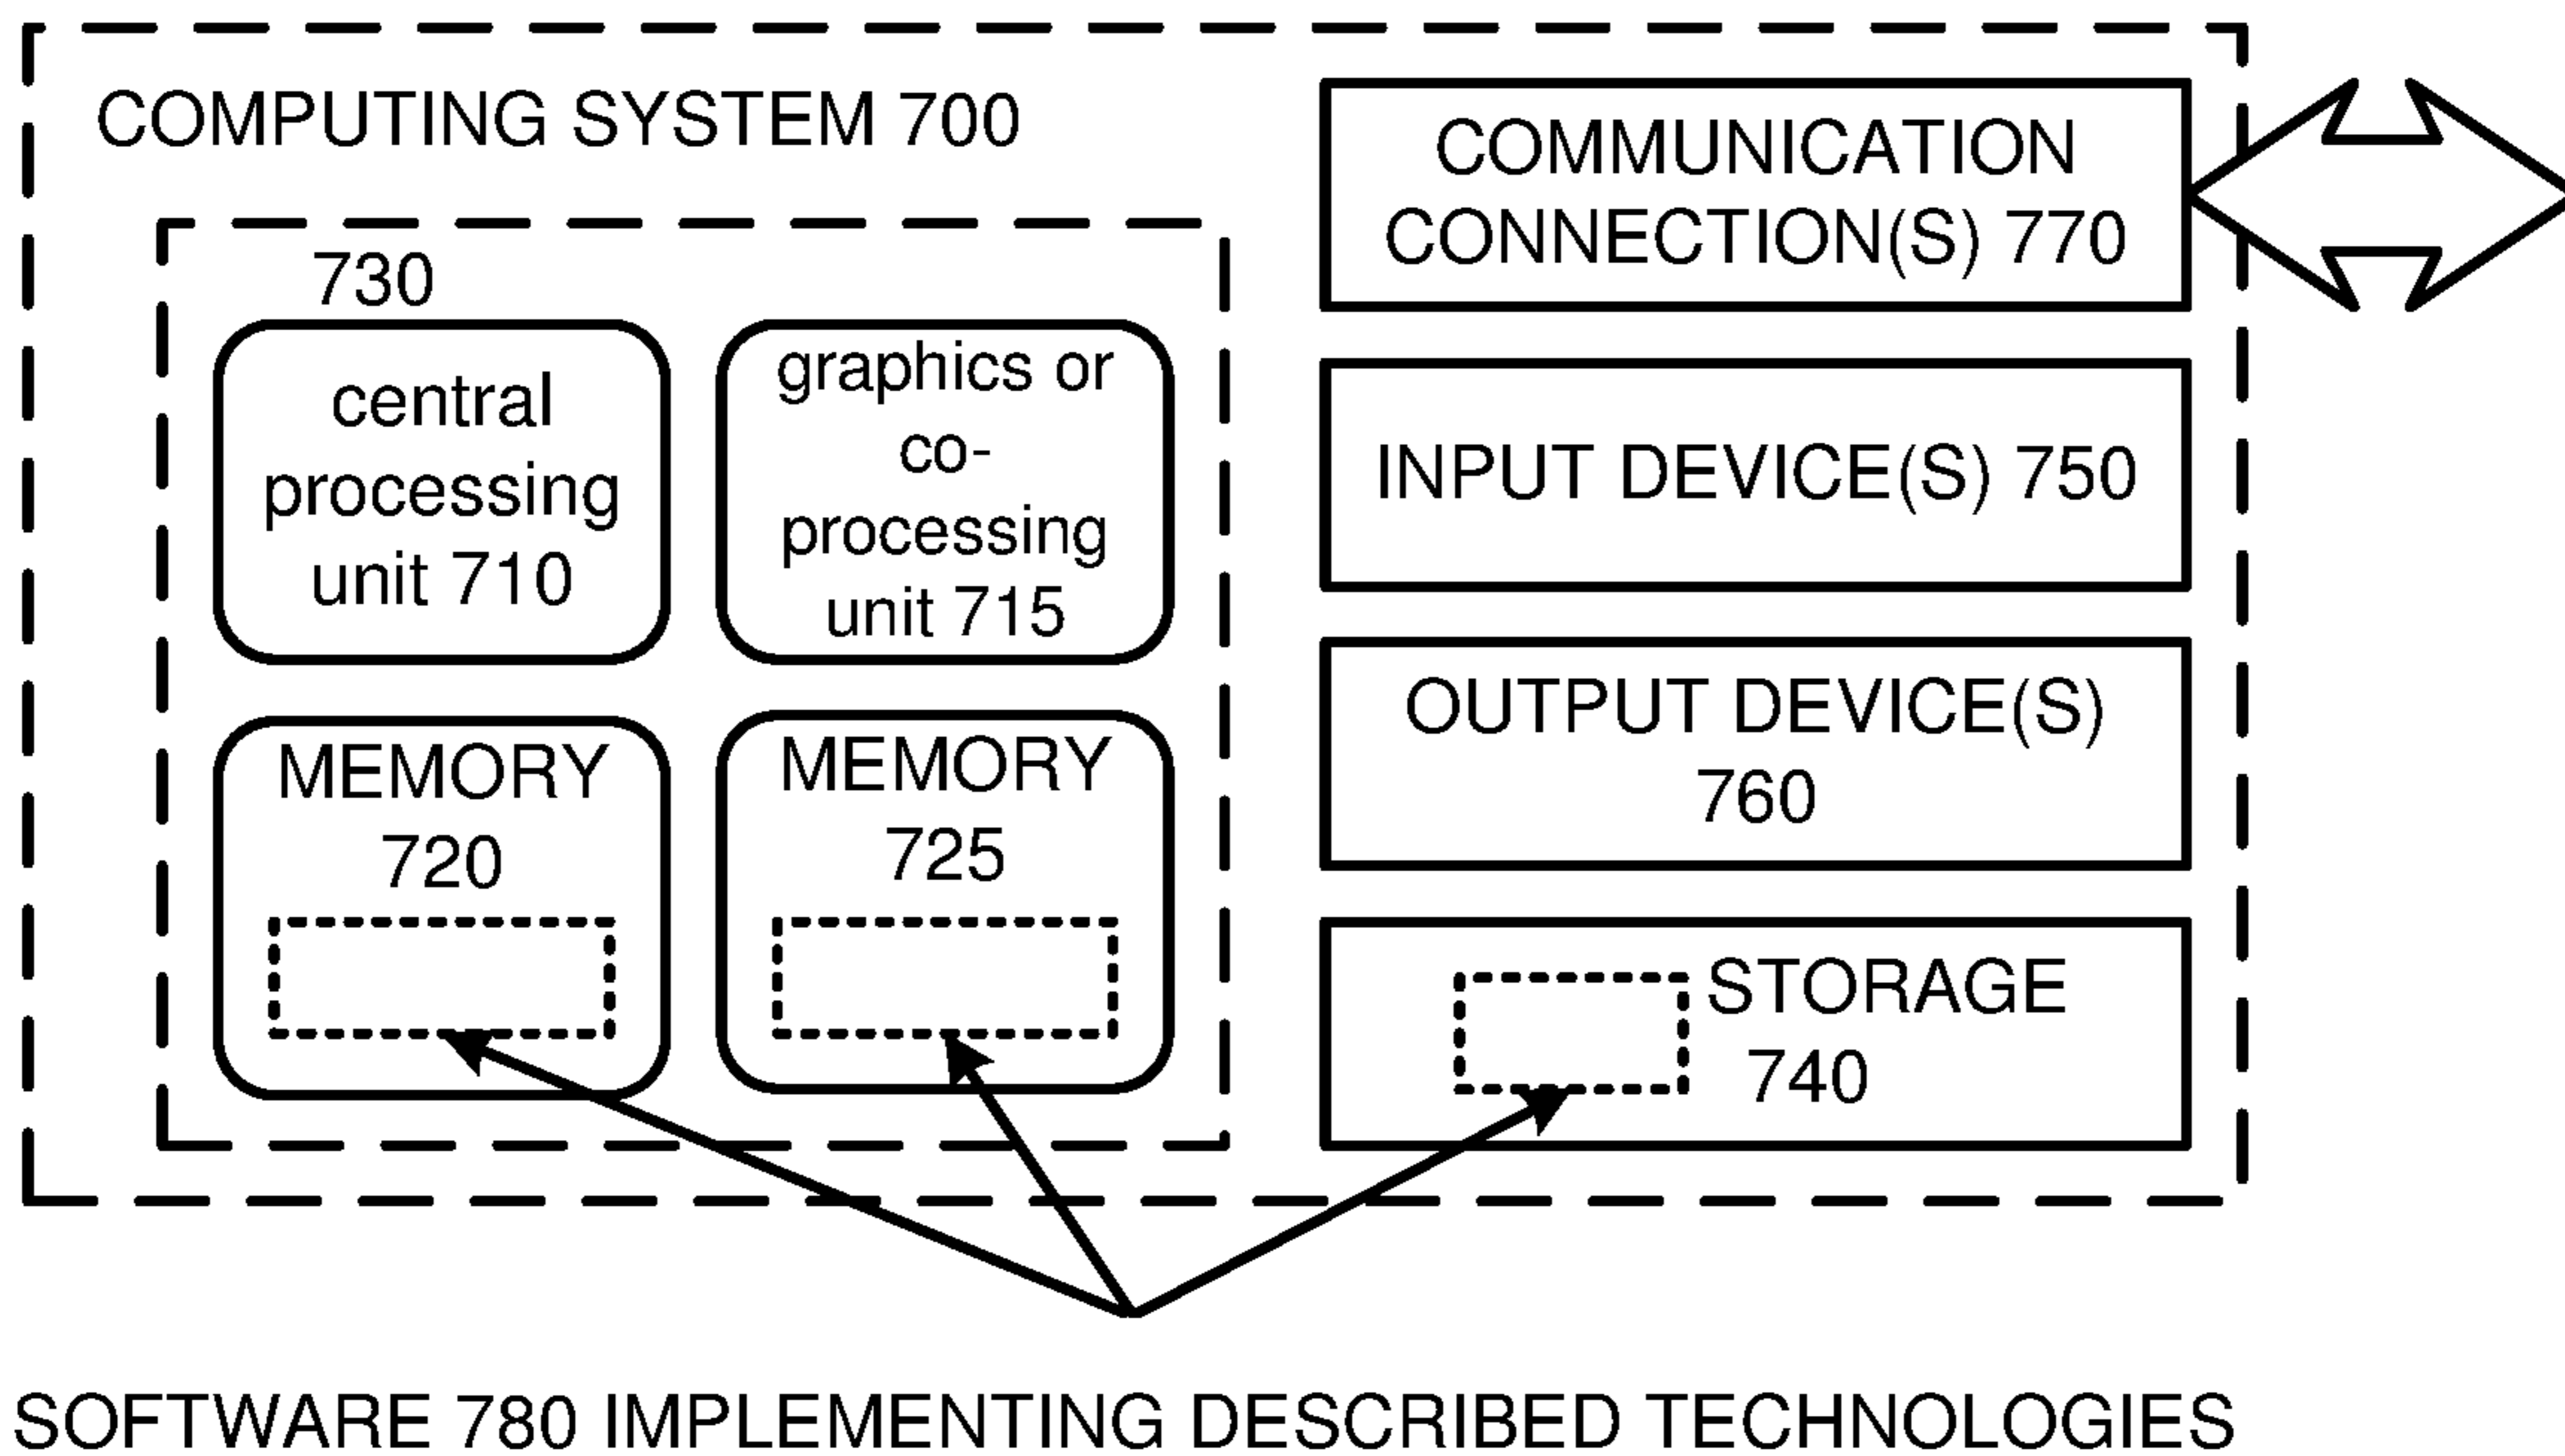 COMPUTING SYSTEM 700
730
central
processing
unit 710
graphics or
co-
processing
unit 715
MEMORY
720
MEMORY
725
COMMUNICATION
CONNECTION(S) 770
INPUT DEVICE(S) 750
OUTPUT DEVICE(S)
760
STORAGE
740
SOFTWARE 780 IMPLEMENTING DESCRIBED TECHNOLOGIES